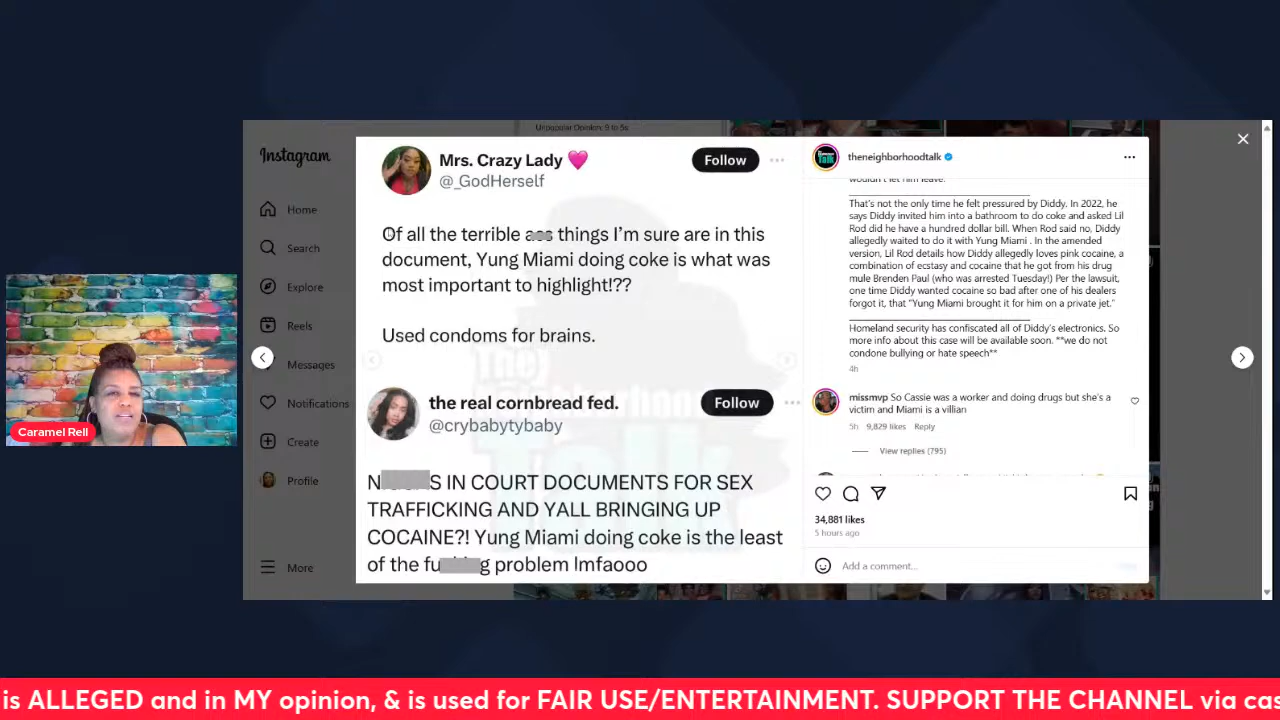 Unpopular Opinion: 9 to 5s
Instagram
Home
Search
Explore
Reels
Messages
Notifications
Create
Profile
More
Caramel Rell
Mrs. Crazy Lady 💗
@_GodHerself
Follow
Of all the terrible a s things I'm sure are in this
document, Yung Miami doing coke is what was
most important to highlight!??
Used condoms for brains.
the real cornbread fed.
@crybabytybaby
Follow
N S IN COURT DOCUMENTS FOR SEX
TRAFFICKING AND YALL BRINGING UP
COCAINE?! Yung Miami doing coke is the least
of the fu g problem lmfaooo
They
Neighborhood
Talk
theneighborhoodtalk
wouldn't let him leave.
That's not the only time he felt pressured by Diddy. In 2022, he
says Diddy invited him into a bathroom to do coke and asked Lil
Rod did he have a hundred dollar bill. When Rod said no, Diddy
allegedly waited to do it with Yung Miami . In the amended
version, Lil Rod details how Diddy allegedly loves pink cocaine, a
combination of ecstasy and cocaine that he got from his drug
mule Brenden Paul (who was arrested Tuesday!) Per the lawsuit,
one time Diddy wanted cocaine so bad after one of his dealers
forgot it, that "Yung Miami brought it for him on a private jet."
Homeland security has confiscated all of Diddy's electronics. So
more info about this case will be available soon. **we do not
condone bullying or hate speech**
4h
missmvp So Cassie was a worker and doing drugs but she's a
victim and Miami is a villian
5h 9,829 likes Reply
View replies (795)
34,881 likes
5 hours ago
Add a comment...
is ALLEGED and in MY opinion, & is used for FAIR USE/ENTERTAINMENT. SUPPORT THE CHANNEL via cas